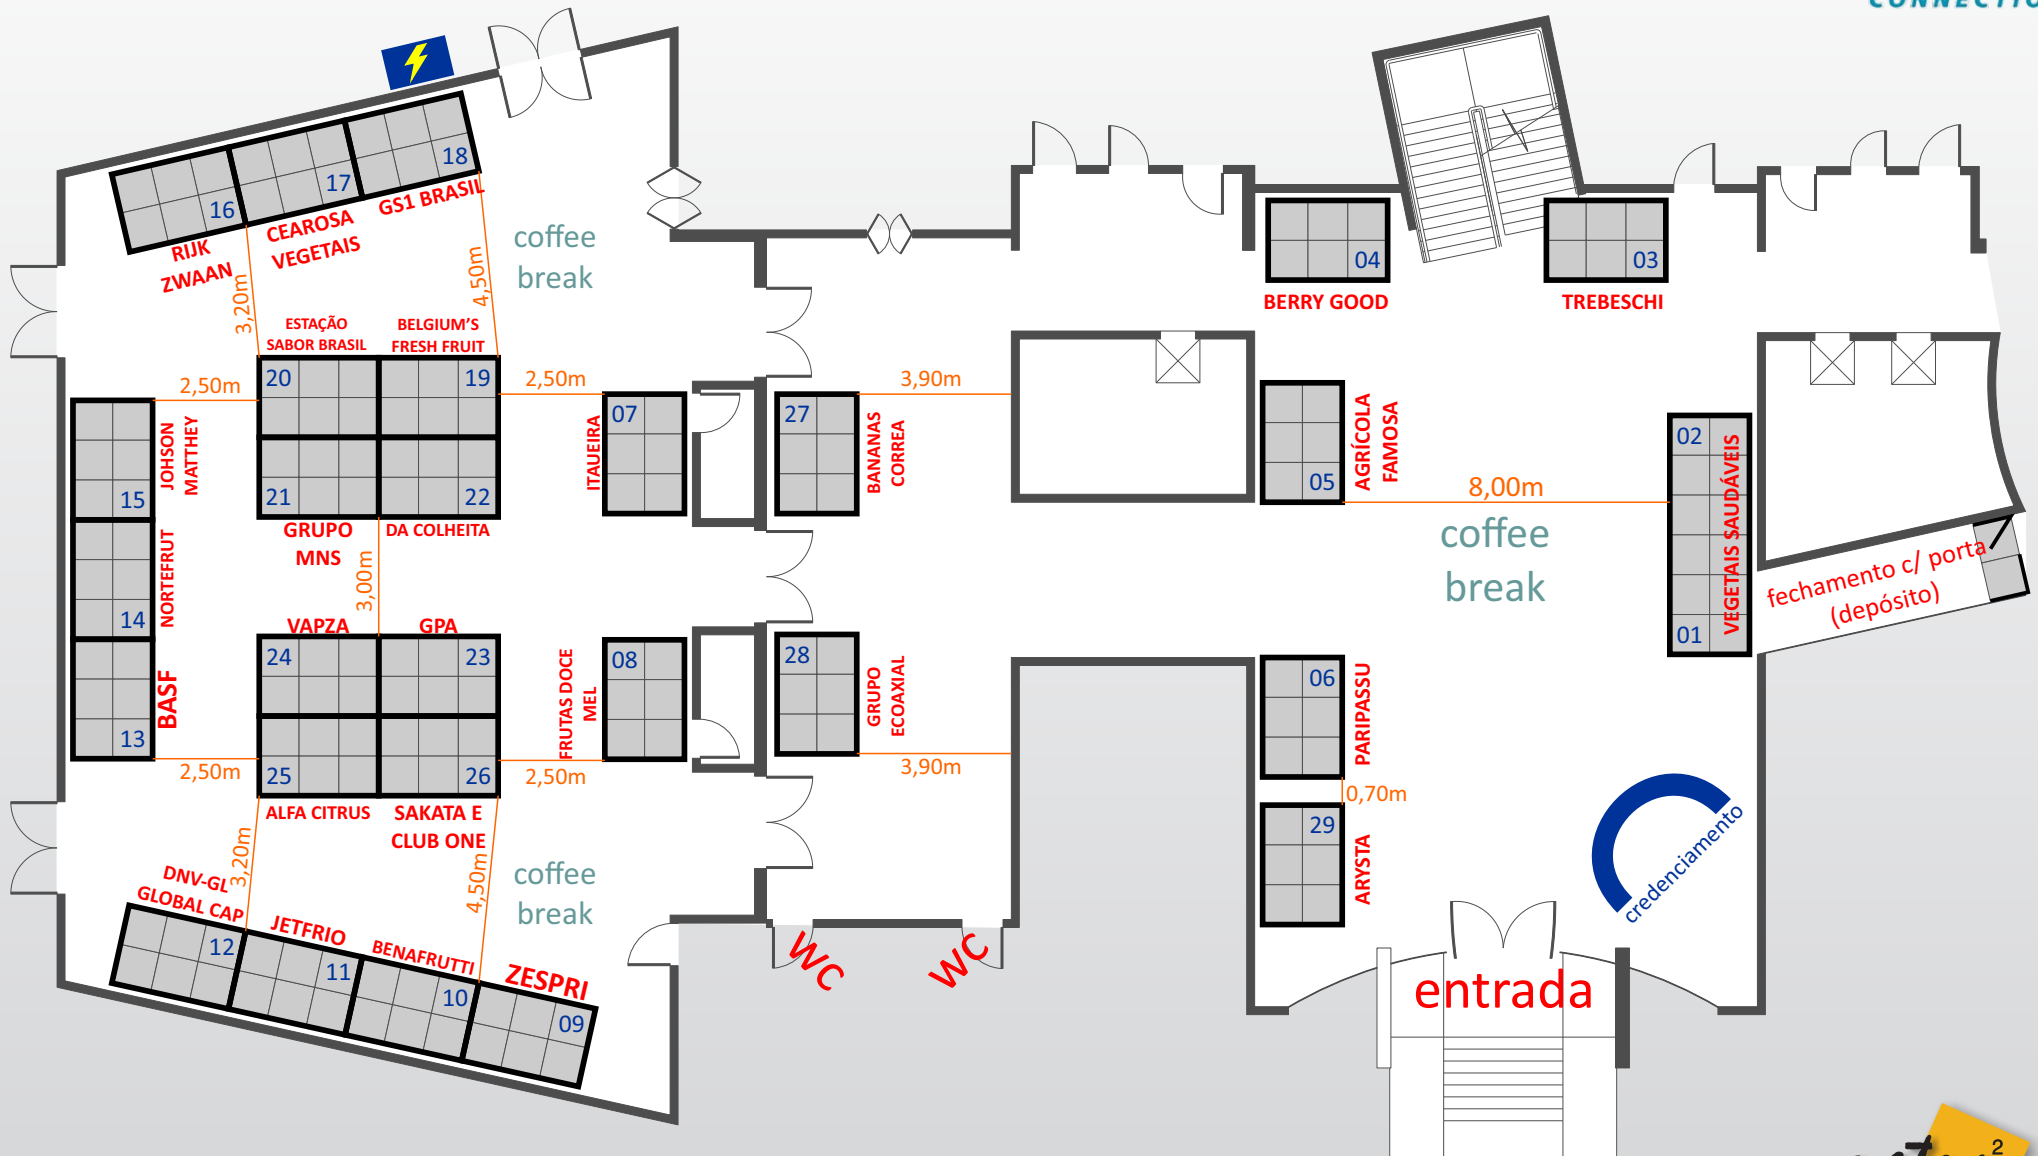 CONNECTIO
18
17
16
GS1 BRASIL
CEAROSA
VEGETAIS
RIJK
ZWAAN
coffee
break
3,20m
4,50m
04
BERRY GOOD
03
TREBESCHI
ESTAÇÃO
SABOR BRASIL
BELGIUM'S
FRESH FRUIT
20
19
2,50m
2,50m
3,90m
15
JOHSON
MATTHEY
21
22
GRUPO
MNS
DA COLHEITA
07
ITAUEIRA
27
BANANAS
CORREA
05
AGRÍCOLA
FAMOSA
8,00m
coffee
break
02
VEGETAIS SAUDÁVEIS
01
fechamento c/ porta
(depósito)
14
NORTEFRUT
3,00m
VAPZA
GPA
24
23
13
BASF
25
26
2,50m
2,50m
08
FRUTAS DOCE
MEL
28
GRUPO
ECOAXIAL
3,90m
06
PARIPASSU
0,70m
29
ARYSTA
credenciamento
ALFA CITRUS
SAKATA E
CLUB ONE
3,20m
4,50m
coffee
break
DNV-GL
GLOBAL CAP
12
JETFRIO
11
BENAFRUTTI
10
ZESPRI
09
WC
WC
entrada
2